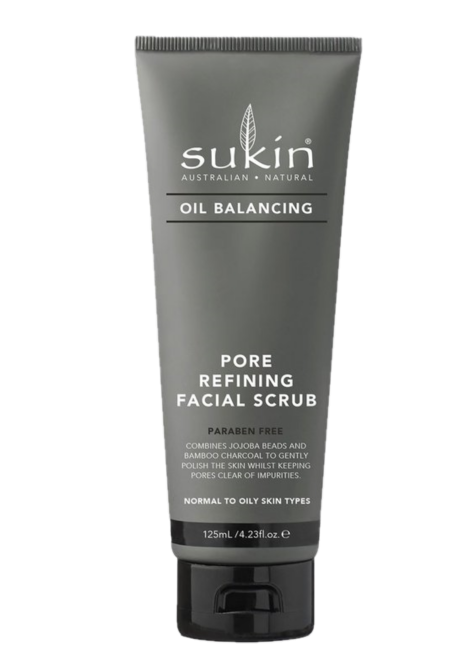 sukin®
AUSTRALIAN • NATURAL
OIL BALANCING
PORE
REFINING
FACIAL SCRUB
PARABEN FREE
COMBINES JOJOBA BEADS AND
BAMBOO CHARCOAL TO GENTLY
POLISH THE SKIN WHILST KEEPING
PORES CLEAR OF IMPURITIES.
NORMAL TO OILY SKIN TYPES
125mL/4.23fl.oz.℮